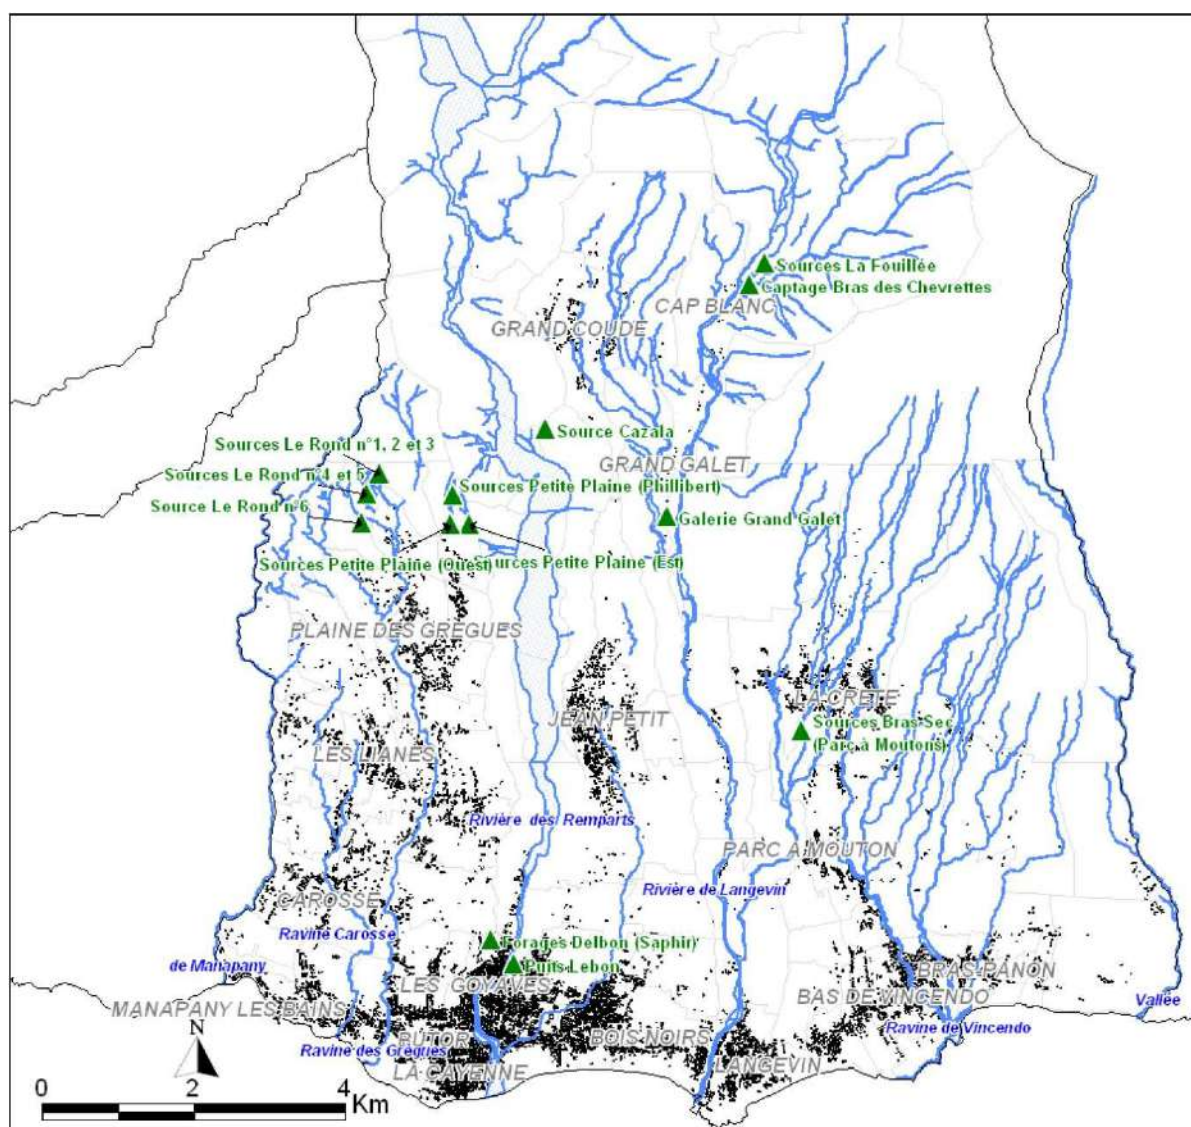 Sources La Fouillée
Captage Bras des Chevrettes
CAP BLANC
GRAND COUDE
Source Cazala
Sources Le Rond n°1, 2 et 3
GRAND GALET
Sources Le Rond n°4 et 5
Sources Petite Plaine (Phillibert)
Source Le Rond n°6
Galerie Grand Galet
Sources Petite Plaine (Ouest)
Sources Petite Plaine (Est)
PLAINE DES GRÈGUES
LA CRETE
JEAN PETIT
Sources Bras Sec
(Parc à Moutons)
LES LIANES
Rivière des Remparts
PARC A MOUTON
Rivière de Langevin
CAROSSE
Ravine Carosse
Forages Delbon (Saphir)
de Manapany
Puits Lebon
BRAS PANON
LES GOYAVES
BAS DE VINCENDO
Vallée
MANAPANY LES BAINS
Ravine de Vincendo
N
BUTOR
BOIS NOIRS
Ravine des Grègues
LANGEVIN
LA CAYENNE
0 2 4
Km